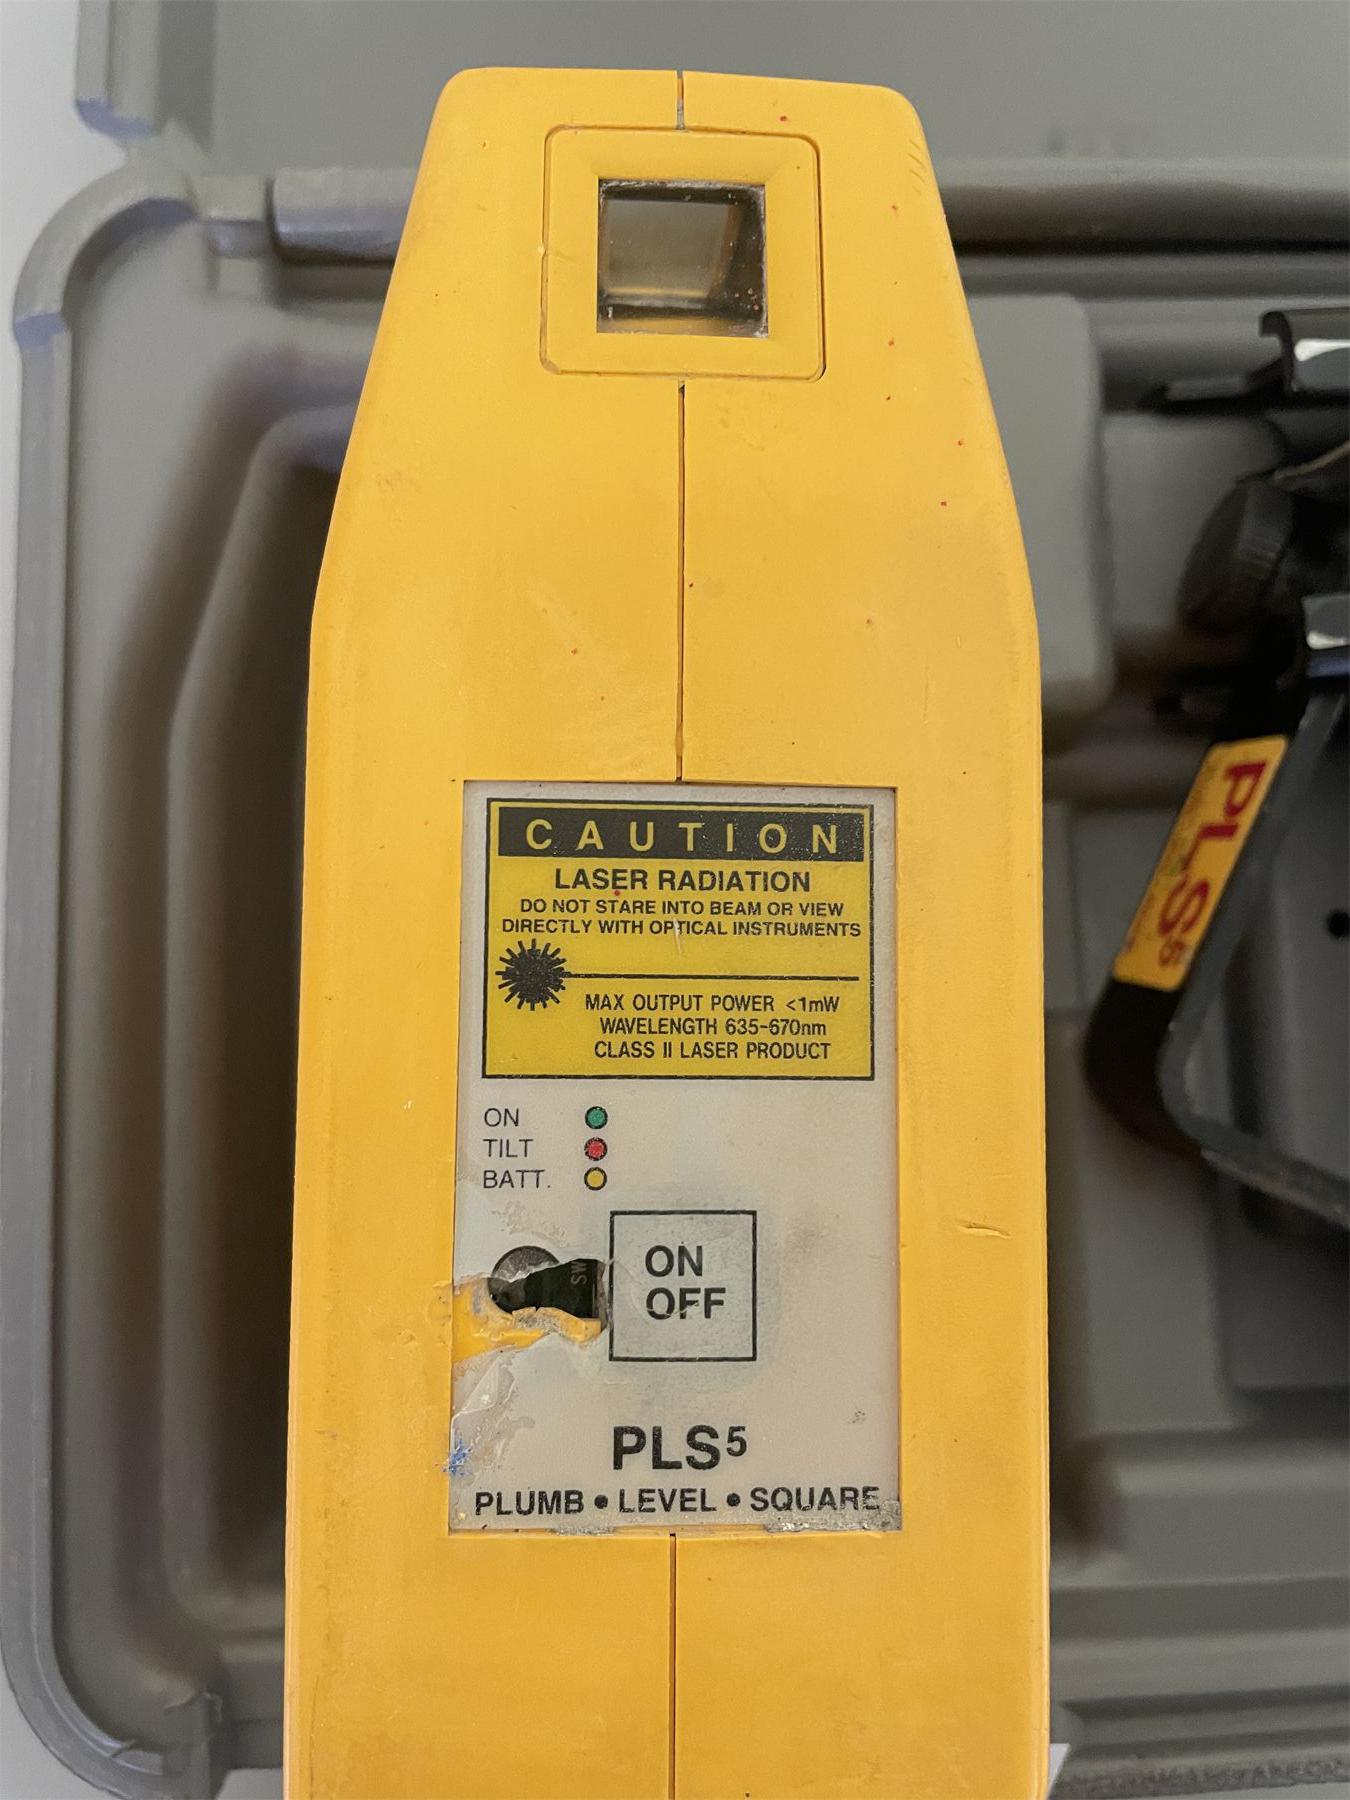 CAUTION
LASER RADIATION
DO NOT STARE INTO BEAM OR VIEW
DIRECTLY WITH OPTICAL INSTRUMENTS
MAX OUTPUT POWER <1mW
WAVELENGTH 635-670nm
CLASS II LASER PRODUCT
ON
TILT
BATT.
SW
ON
OFF
PLS⁵
PLUMB • LEVEL • SQUARE
PLS⁵